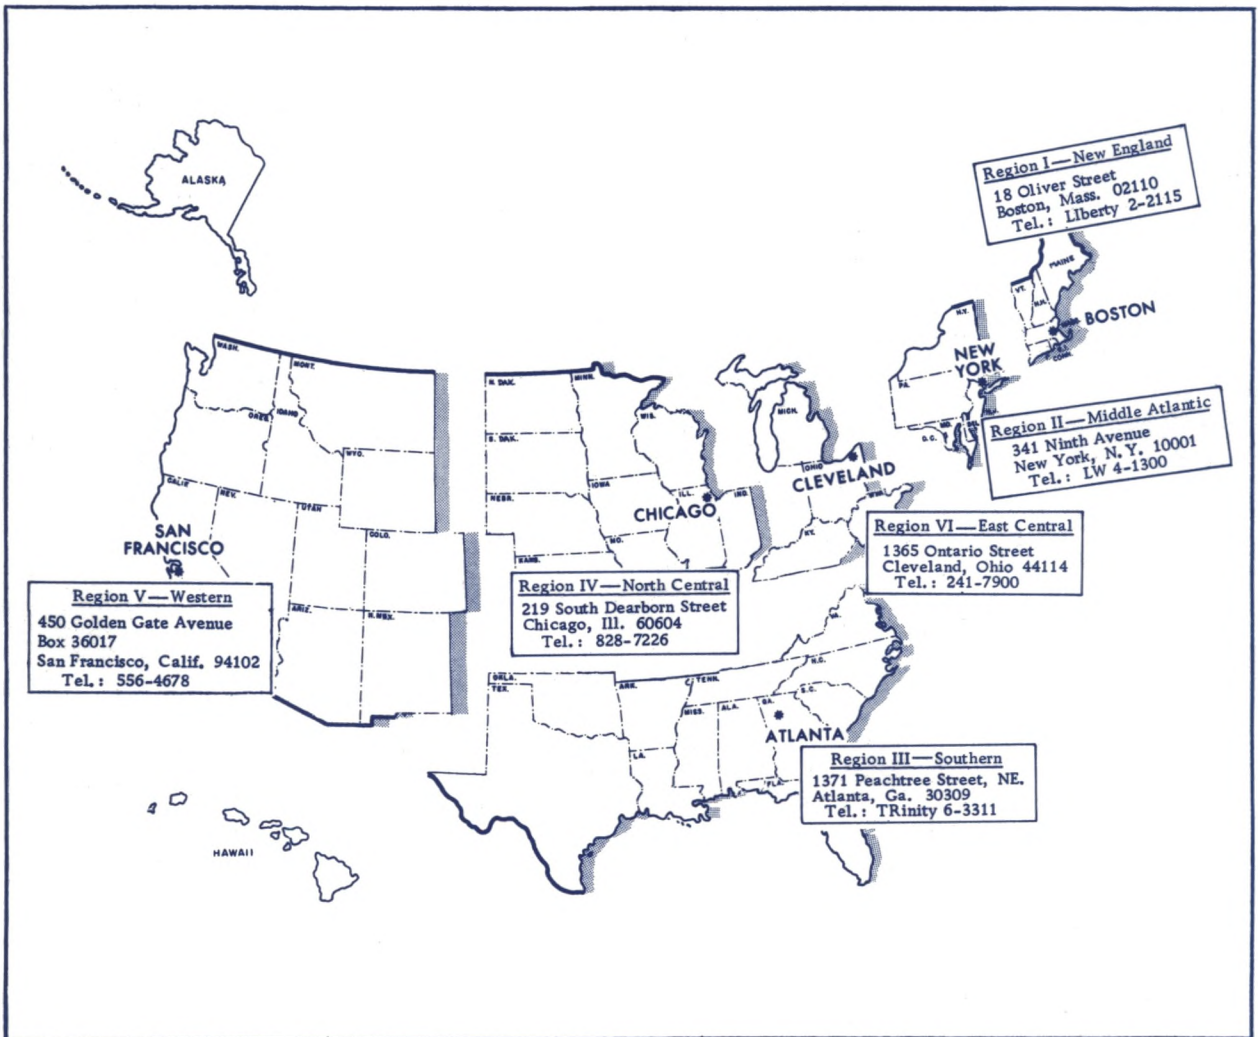 ALASKA
Region I—New England
18 Oliver Street
Boston, Mass. 02110
Tel.: LIberty 2-2115
MAINE
VT.
N.H.
MASS.
R.I.
CONN.
BOSTON
N.Y.
NEW
YORK
PA.
N.J.
MD.
DEL.
D.C.
Region II—Middle Atlantic
341 Ninth Avenue
New York, N.Y. 10001
Tel.: LW 4-1300
WASH.
MONT.
OREG.
IDAHO
WYO.
CALIF.
NEV.
UTAH
COLO.
ARIZ.
N.MEX.
SAN
FRANCISCO
Region V—Western
450 Golden Gate Avenue
Box 36017
San Francisco, Calif. 94102
Tel.: 556-4678
N. DAK.
MINN.
S. DAK.
WIS.
NEBR.
IOWA
ILL.
IND.
KANS.
MO.
CHICAGO
Region IV—North Central
219 South Dearborn Street
Chicago, Ill. 60604
Tel.: 828-7226
MICH.
OHIO
CLEVELAND
W.VA.
KY.
Region VI—East Central
1365 Ontario Street
Cleveland, Ohio 44114
Tel.: 241-7900
OKLA.
TEX.
ARK.
LA.
TENN.
MISS.
ALA.
GA.
FLA.
VA.
N.C.
S.C.
ATLANTA
Region III—Southern
1371 Peachtree Street, NE.
Atlanta, Ga. 30309
Tel.: TRinity 6-3311
HAWAII